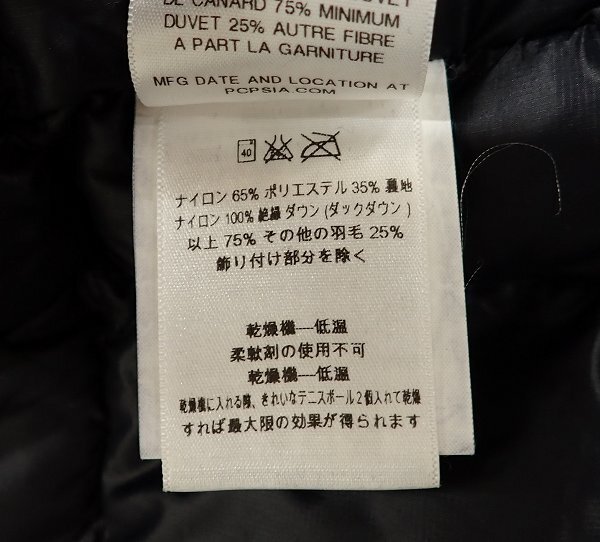 DE CANARD 75% MINIMUM
DUVET 25% AUTRE FIBRE
A PART LA GARNITURE
MFG DATE AND LOCATION AT
PCPSIA.COM
40
ナイロン 65% ポリエステル 35% 裏地
ナイロン 100% 絶縁 ダウン (ダックダウン )
以上 75% その他の羽毛 25%
飾り付け部分を除く
乾燥機----低温
柔軟剤の使用不可
乾燥機----低温
乾燥機に入れる際、きれいなテニスボール2個入れて乾燥
すれば最大限の効果が得られます